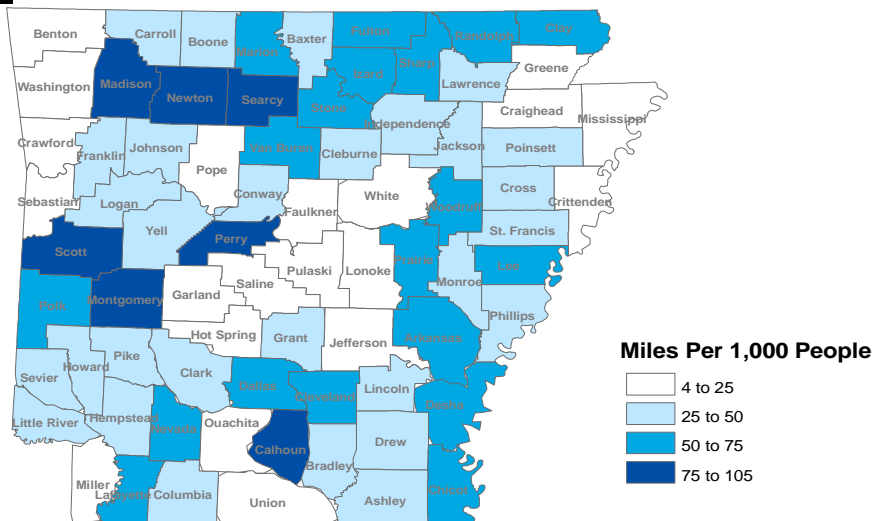 Benton
Carroll
Boone
Marion
Baxter
Fulton
Randolph
Clay
Washington
Madison
Newton
Searcy
Izard
Sharp
Lawrence
Greene
Stone
Craighead
Mississippi
Independence
Crawford
Franklin
Johnson
Pope
Van Buren
Cleburne
Jackson
Poinsett
Sebastian
Logan
Conway
Faulkner
White
Woodruff
Cross
Crittenden
Yell
Perry
St. Francis
Scott
Pulaski
Lonoke
Prairie
Lee
Monroe
Saline
Garland
Polk
Montgomery
Phillips
Hot Spring
Grant
Jefferson
Arkansas
Pike
Howard
Clark
Sevier
Dallas
Cleveland
Lincoln
Desha
Little River
Hempstead
Nevada
Ouachita
Calhoun
Bradley
Drew
Miller
Lafayette
Columbia
Union
Ashley
Chicot
Miles Per 1,000 People
4 to 25
25 to 50
50 to 75
75 to 105